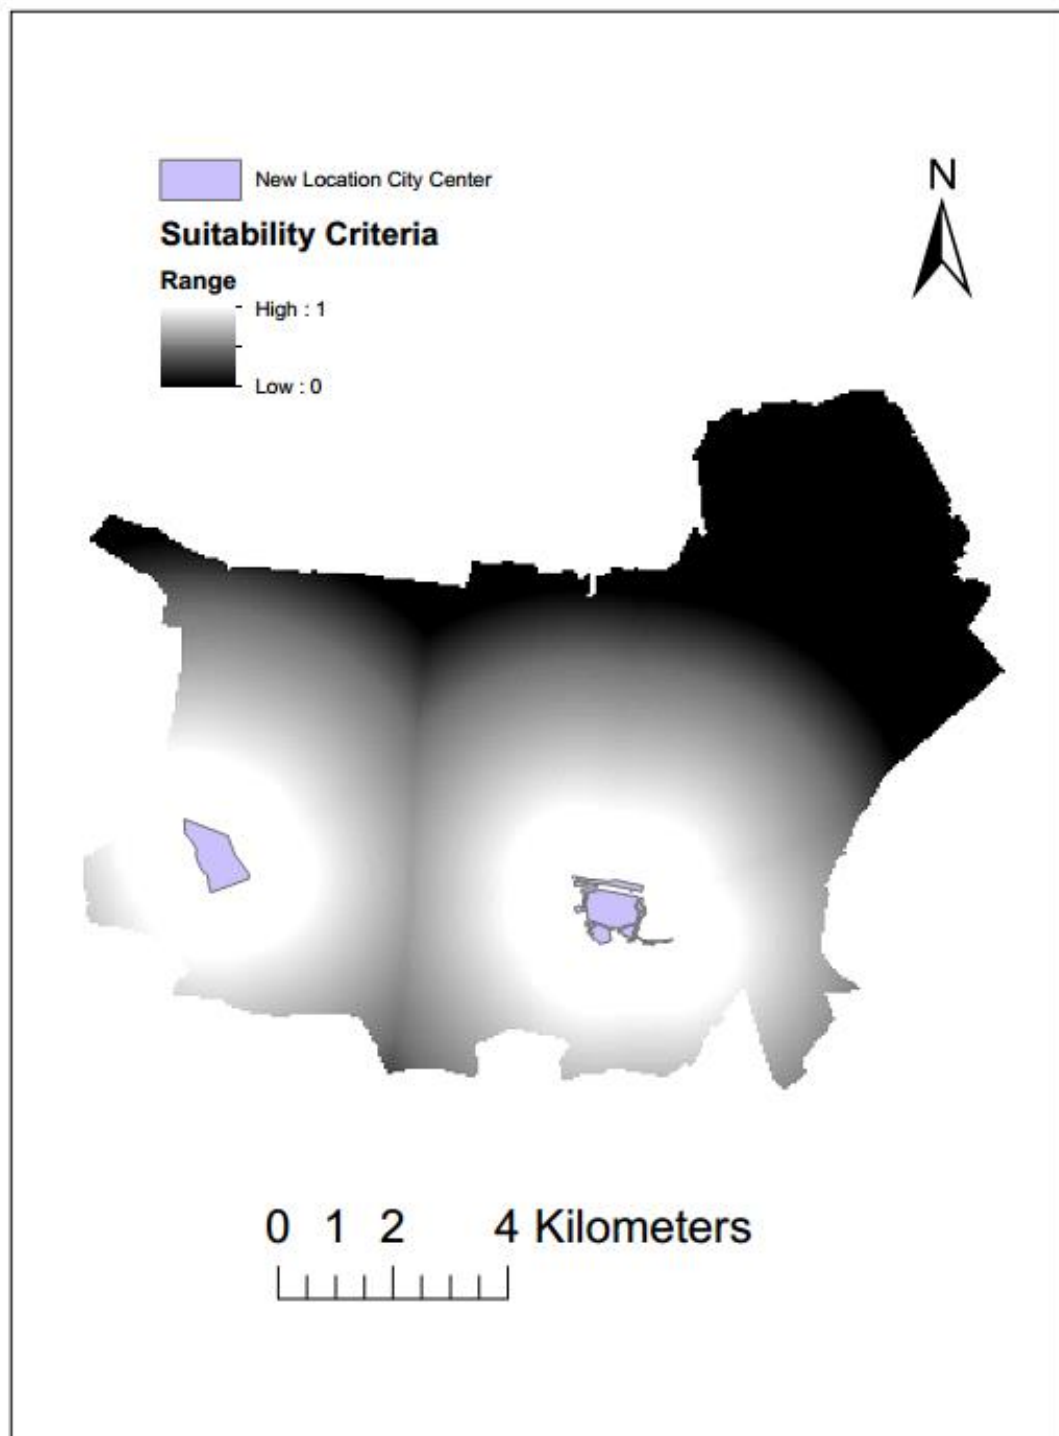 New Location City Center
N
Suitability Criteria
Range
High : 1
Low : 0
0 1 2 4 Kilometers